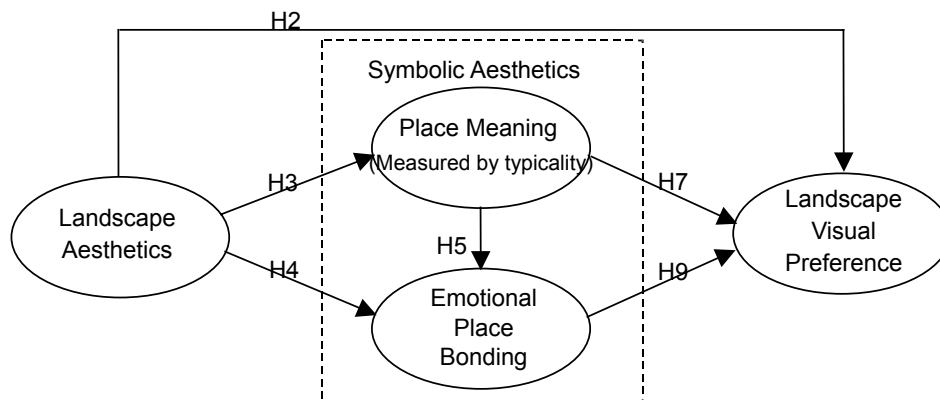 H2
Symbolic Aesthetics
Place Meaning
(Measured by typicality)
H3
H7
Landscape
Aesthetics
Landscape
Visual
Preference
H5
H4
H9
Emotional
Place
Bonding